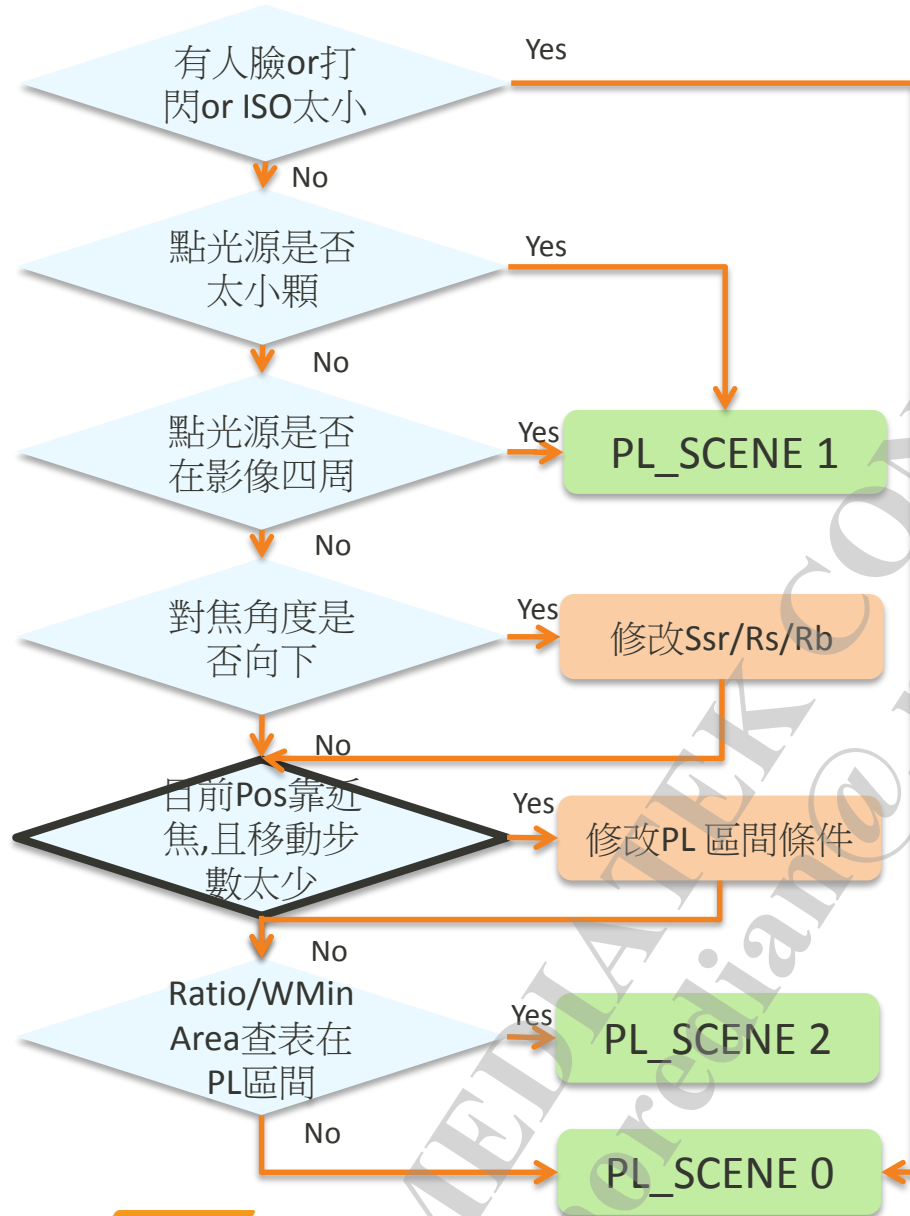 有人臉or打
閃or ISO太小
Yes
No
點光源是否
太小顆
Yes
No
點光源是否
在影像四周
Yes
PL_SCENE 1
No
對焦角度是
否向下
Yes
修改Ssr/Rs/Rb
No
目前Pos靠近
焦,且移動步
數太少
Yes
修改PL 區間條件
No
Ratio/WMin
Area查表在
PL區間
Yes
PL_SCENE 2
No
PL_SCENE 0
MEDIATEK CON